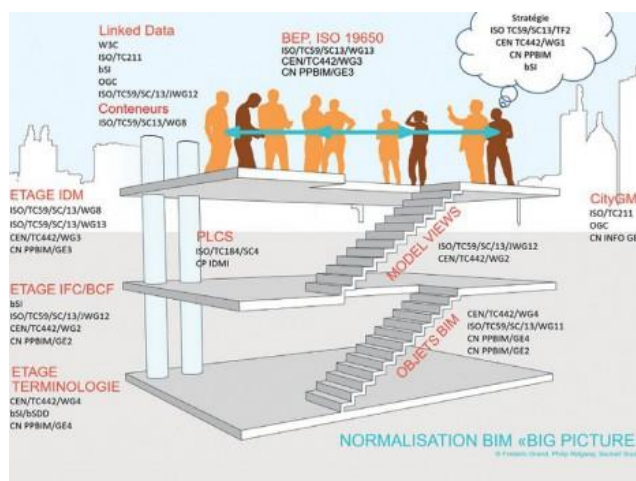 Linked Data
W3C
ISO/TC211
bSI
OGC
ISO/TC59/SC/13/JWG12
Conteneurs
ISO/TC59/SC13/WG8
BEP, ISO 19650
ISO/TC59/SC13/WG13
CEN/TC442/WG3
CN PPBIM/GE3
Stratégie
ISO TC59/SC13/TF2
CEN TC442/WG1
CN PPBIM
bSI
ETAGE IDM
ISO/TC59/SC/13/WG8
ISO/TC59/SC/13/WG13
CEN/TC442/WG3
CN PPBIM/GE3
PLCS
ISO/TC184/SC4
CP IDMI
MODEL VIEWS
ISO/TC59/SC/13/JWG12
CEN/TC442/WG2
CityGM
ISO/TC211
OGC
CN INFO GE
ETAGE IFC/BCF
bSI
ISO/TC59/SC/13/JWG12
CEN/TC442/WG2
CN PPBIM/GE2
OBJETS BIM
CEN/TC442/WG4
ISO/TC59/SC/13/WG11
CN PPBIM/GE4
CN PPBIM/GE2
ETAGE
TERMINOLOGIE
CEN/TC442/WG4
bSI/bSDD
CN PPBIM/GE4
NORMALISATION BIM «BIG PICTURE